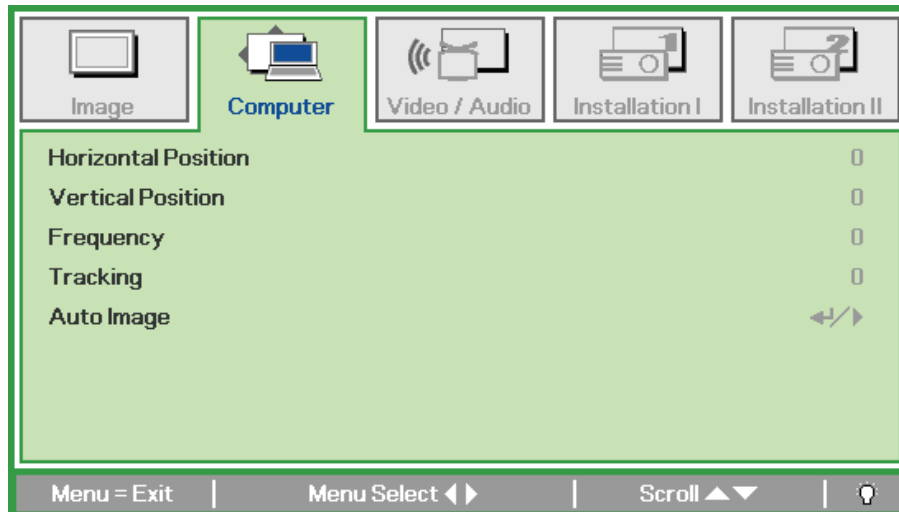 Image Computer Video / Audio Installation I Installation II
Horizontal Position 0
Vertical Position 0
Frequency 0
Tracking 0
Auto Image ↵/▶
Menu = Exit | Menu Select ◀▶ | Scroll ▲▼ |